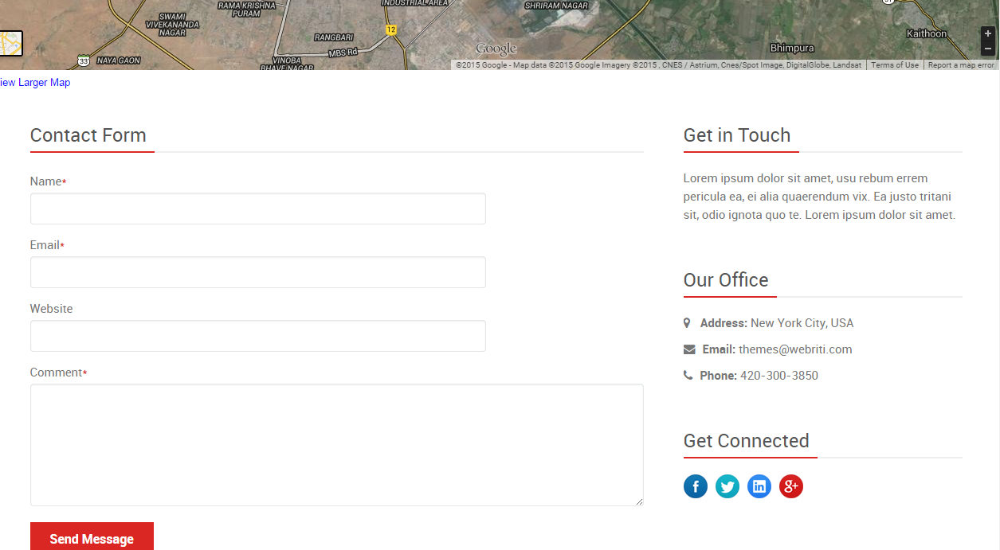 RAMA KRISHNA
PURAM
INDUSTRIAL AREA
SHRIRAM NAGAR
SWAMI
VIVEKANANDA
NAGAR
12
RANGBARI
Kaithoon
+
Google
Bhimpura
MBS Rd
−
33
NAYA GAON
VINOBA
BHAVE NAGAR
©2015 Google - Map data ©2015 Google Imagery ©2015 , CNES / Astrium, Cnes/Spot Image, DigitalGlobe, Landsat
Terms of Use
Report a map error
iew Larger Map
Contact Form
Name*
Email*
Website
Comment*
Send Message
Get in Touch
Lorem ipsum dolor sit amet, usu rebum errem
pericula ea, ei alia quaerendum vix. Ea justo tritani
sit, odio ignota quo te. Lorem ipsum dolor sit amet.
Our Office
Address: New York City, USA
Email: themes@webriti.com
Phone: 420-300-3850
Get Connected
f
in
g+